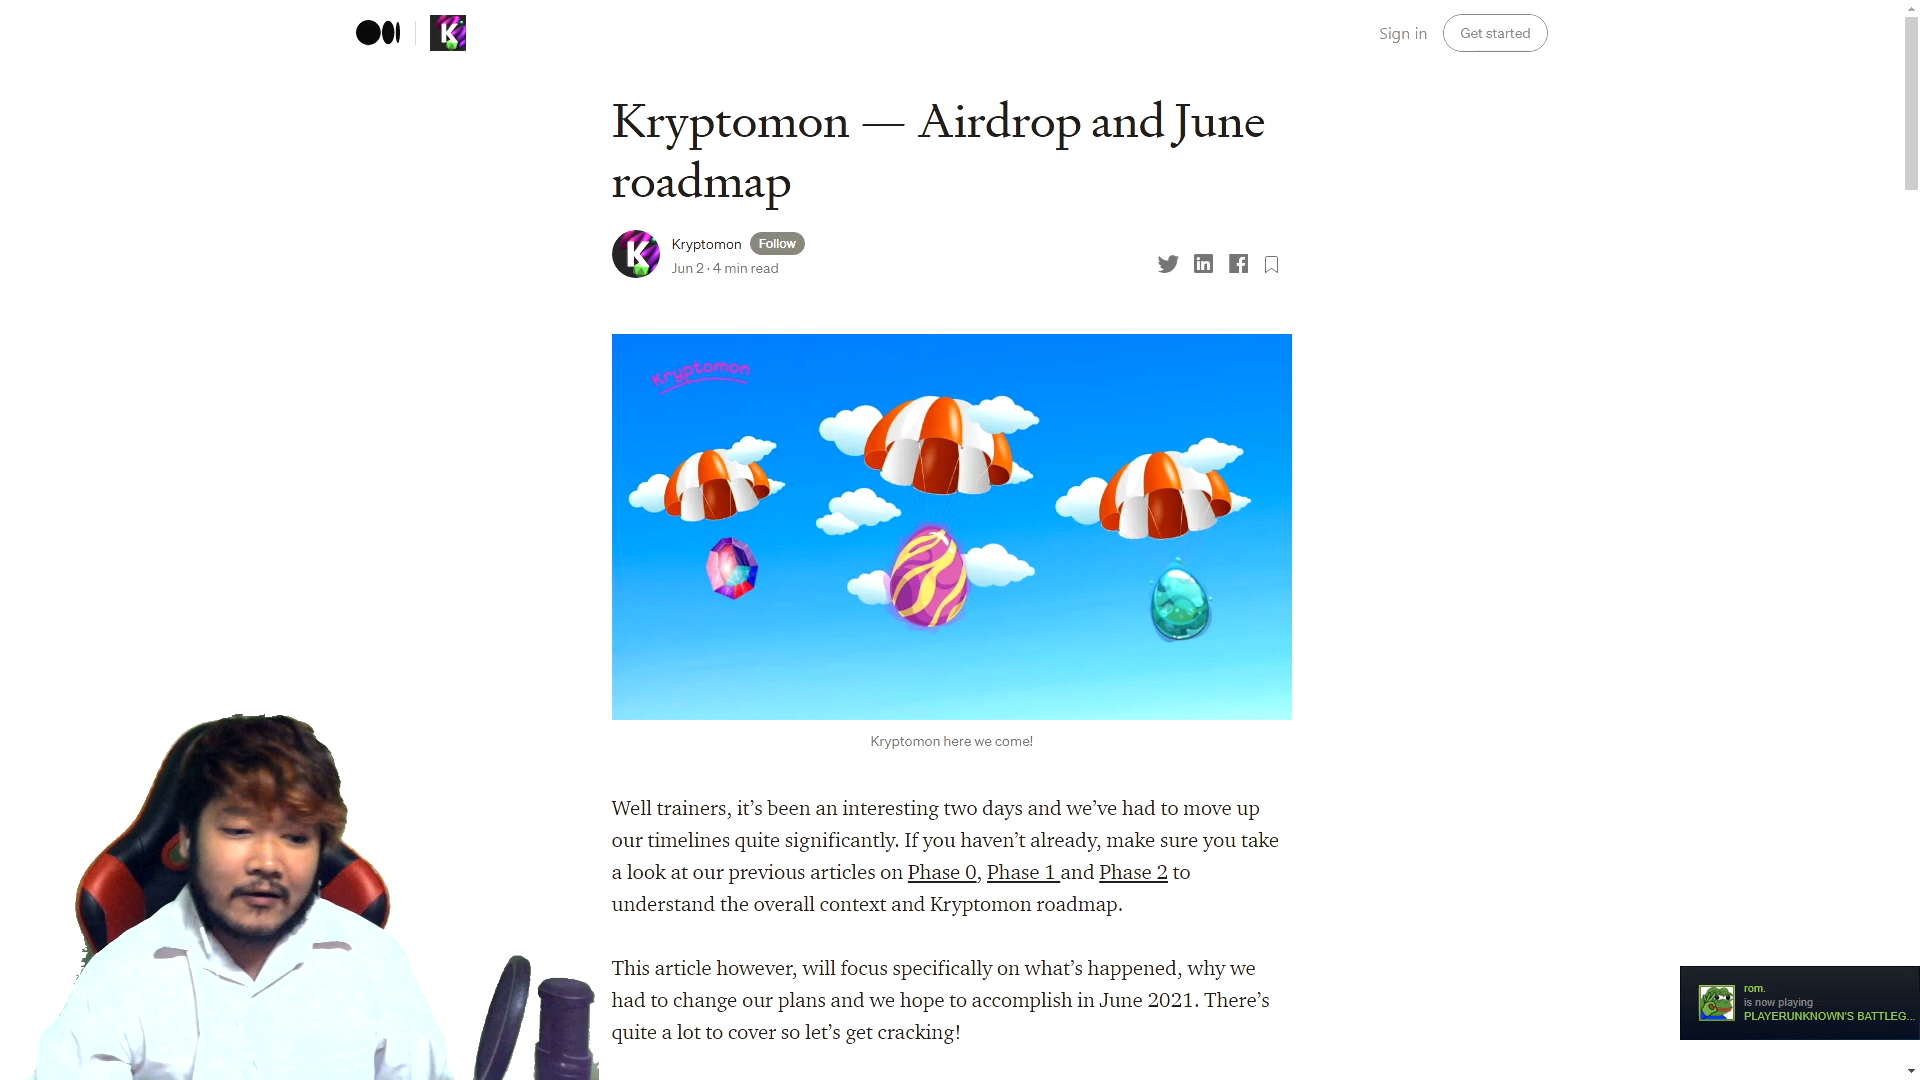 K
Sign in
Get started
Kryptomon — Airdrop and June
roadmap
K
Kryptomon
Follow
Jun 2 · 4 min read
Kryptomon
Kryptomon here we come!
Well trainers, it’s been an interesting two days and we’ve had to move up
our timelines quite significantly. If you haven’t already, make sure you take
a look at our previous articles on Phase 0, Phase 1 and Phase 2 to
understand the overall context and Kryptomon roadmap.
This article however, will focus specifically on what’s happened, why we
had to change our plans and we hope to accomplish in June 2021. There’s
quite a lot to cover so let’s get cracking!
rom.
is now playing
PLAYERUNKNOWN'S BATTLEG...